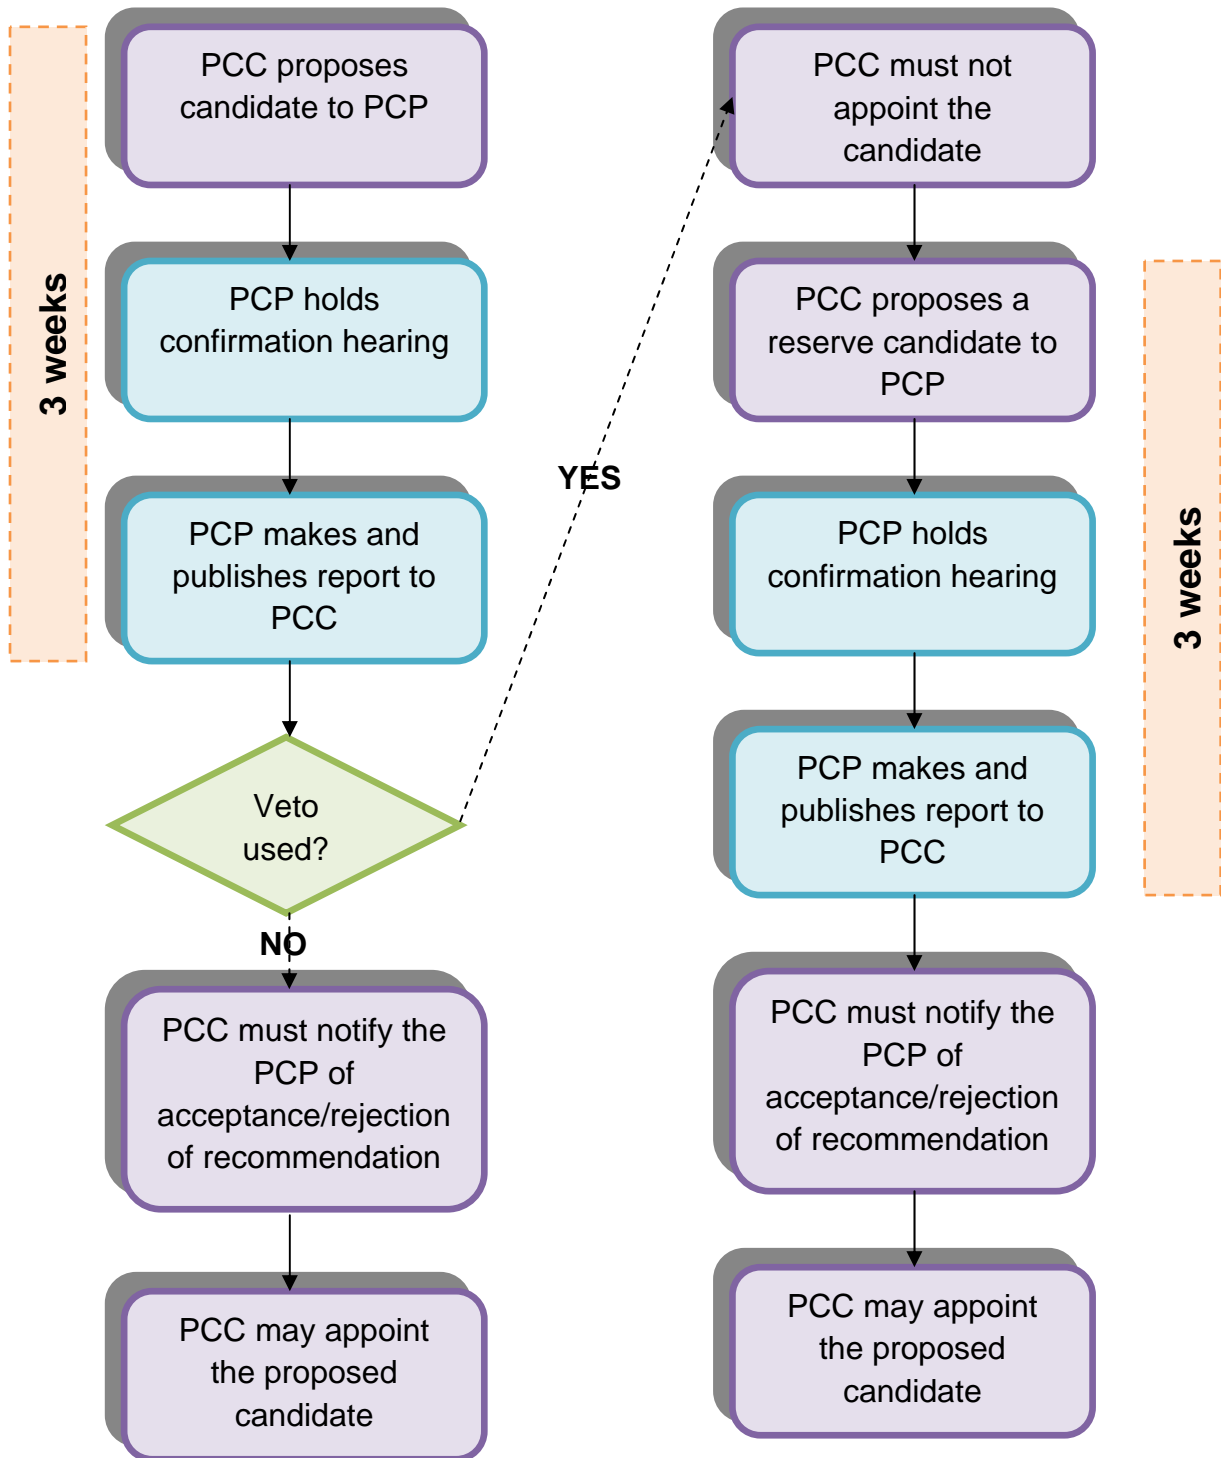 3 weeks
PCC proposes
candidate to PCP
PCP holds
confirmation hearing
PCP makes and
publishes report to
PCC
Veto
used?
YES
NO
PCC must notify the
PCP of
acceptance/rejection
of recommendation
PCC may appoint
the proposed
candidate
PCC must not
appoint the
candidate
PCC proposes a
reserve candidate to
PCP
PCP holds
confirmation hearing
PCP makes and
publishes report to
PCC
3 weeks
PCC must notify the
PCP of
acceptance/rejection
of recommendation
PCC may appoint
the proposed
candidate